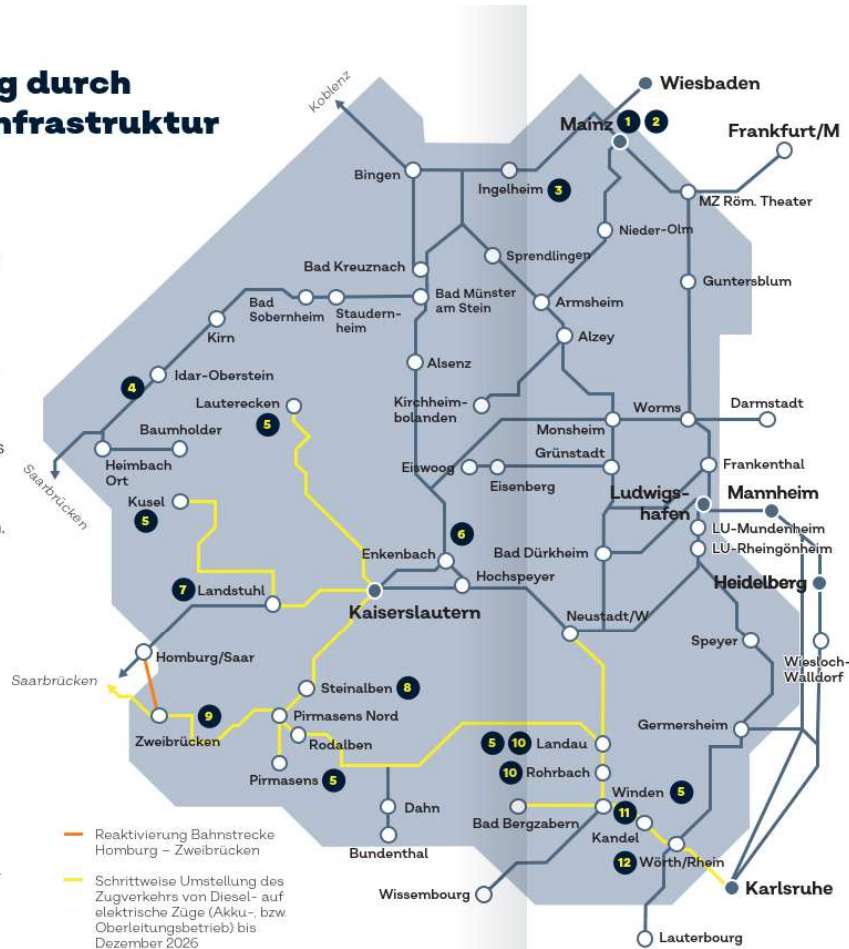 g durch
nfrastruktur
Koblenz
Wiesbaden
Mainz
1
2
Frankfurt/M
Bingen
Ingelheim
3
MZ Röm. Theater
Nieder-Olm
Sprendlingen
Bad Kreuznach
Guntersblum
Bad
Sobernheim
Staudern-
heim
Bad Münster
am Stein
Armsheim
Kirn
Alzey
Alsenz
4
Idar-Oberstein
Lauterecken
5
Kirchheim-
bolanden
Worms
Darmstadt
Baumholder
Monsheim
Heimbach
Ort
Grünstadt
Saarbrücken
s
Eiswoog
Eisenberg
Frankenthal
Kusel
5
Ludwigs-
hafen
Mannheim
n.
6
LU-Mundenheim
Enkenbach
Bad Dürkheim
LU-Rheingönheim
Hochspeyer
Heidelberg
7
Landstuhl
Kaiserslautern
Neustadt/W
Speyer
Homburg/Saar
Wiesloch-
Walldorf
Saarbrücken
Steinalben
8
9
Pirmasens Nord
Germersheim
Zweibrücken
Rodalben
5
10
Landau
10
Rohrbach
Pirmasens
5
Winden
5
Dahn
11
Bad Bergzabern
Kandel
Reaktivierung Bahnstrecke
Homburg – Zweibrücken
Bundenthal
12
Wörth/Rhein
Schrittweise Umstellung des
Zugverkehrs von Diesel- auf
elektrische Züge (Akku-, bzw.
Oberleitungsbetrieb) bis
Dezember 2026
Wissembourg
Karlsruhe
Lauterbourg